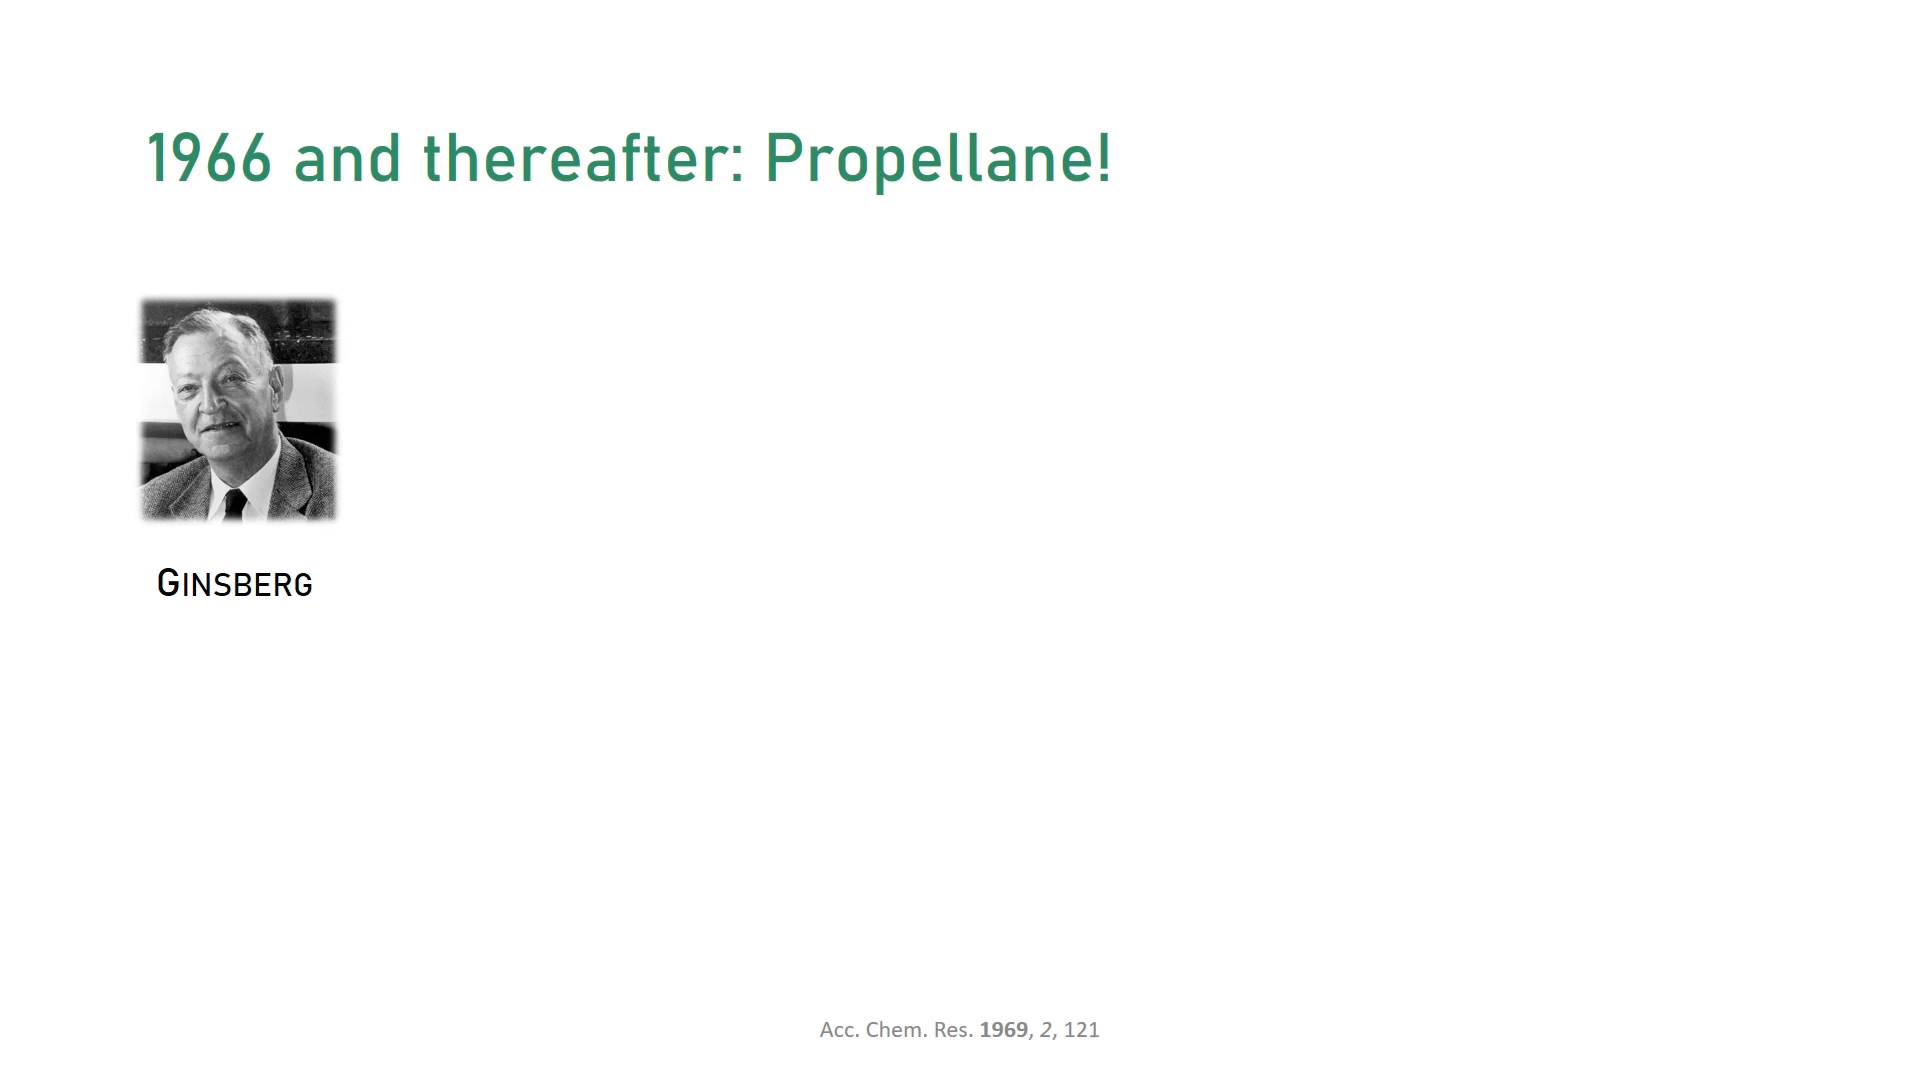 1966 and thereafter: Propellane!
GINSBERG
Acc. Chem. Res. 1969, 2, 121